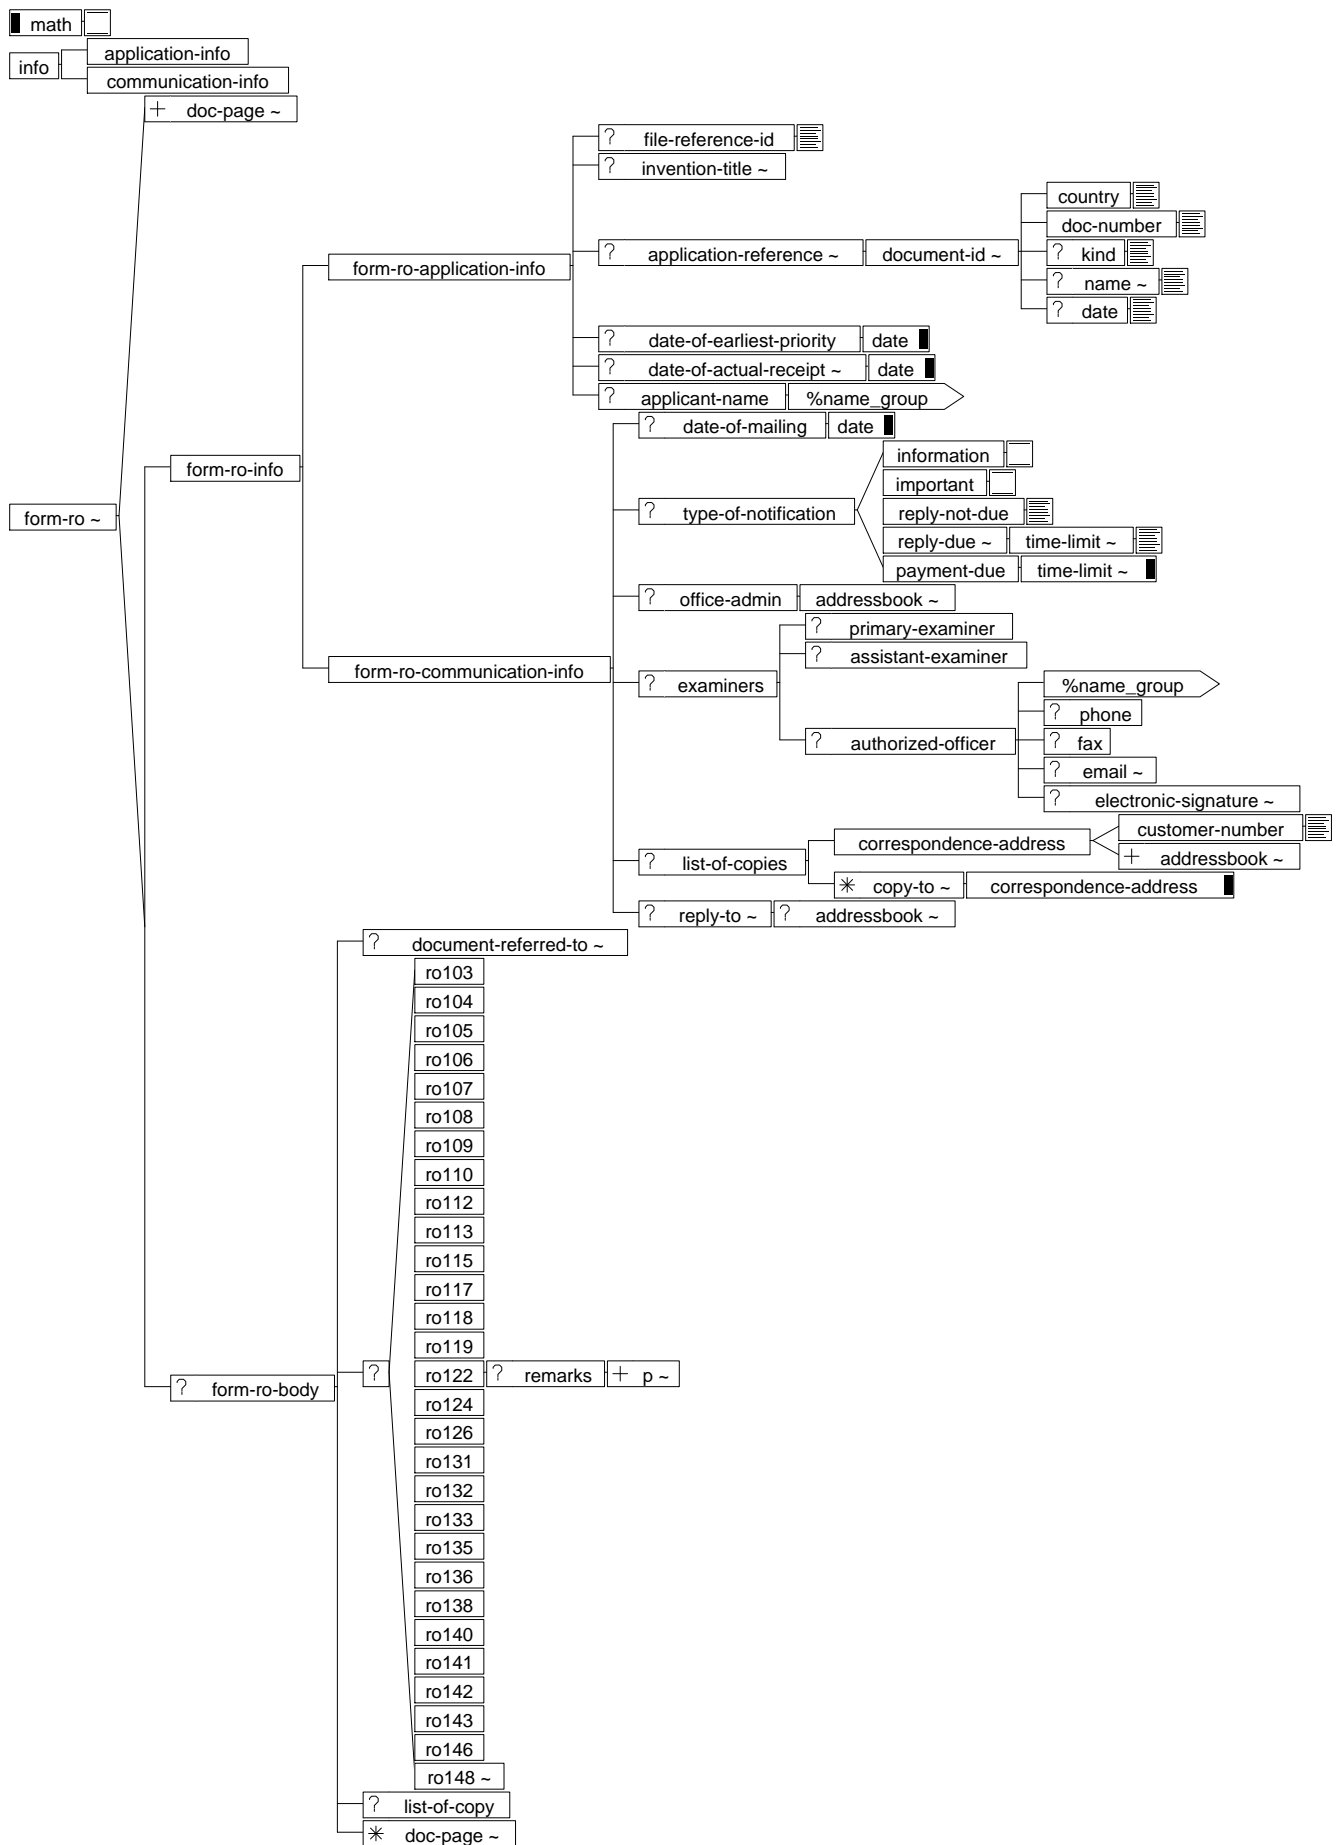 math
application-info
info
communication-info
+ doc-page ~
? file-reference-id
? invention-title ~
country
doc-number
form-ro-application-info ? application-reference ~ document-id ~ ? kind
? name ~
? date
? date-of-earliest-priority date
? date-of-actual-receipt ~ date
? applicant-name %name_group
? date-of-mailing date
information
form-ro-info
important
form-ro ~ ? type-of-notification reply-not-due
reply-due ~ time-limit ~
payment-due time-limit ~
? office-admin addressbook ~
? primary-examiner
? assistant-examiner
form-ro-communication-info ? examiners %name_group
? phone
? authorized-officer ? fax
? email ~
? electronic-signature ~
customer-number
correspondence-address
? list-of-copies + addressbook ~
* copy-to ~ correspondence-address
? reply-to ~ ? addressbook ~
? document-referred-to ~
ro103
ro104
ro105
ro106
ro107
ro108
ro109
ro110
ro112
ro113
ro115
ro117
ro118
ro119
? form-ro-body ? ro122 ? remarks + p ~
ro124
ro126
ro131
ro132
ro133
ro135
ro136
ro138
ro140
ro141
ro142
ro143
ro146
ro148 ~
? list-of-copy
* doc-page ~